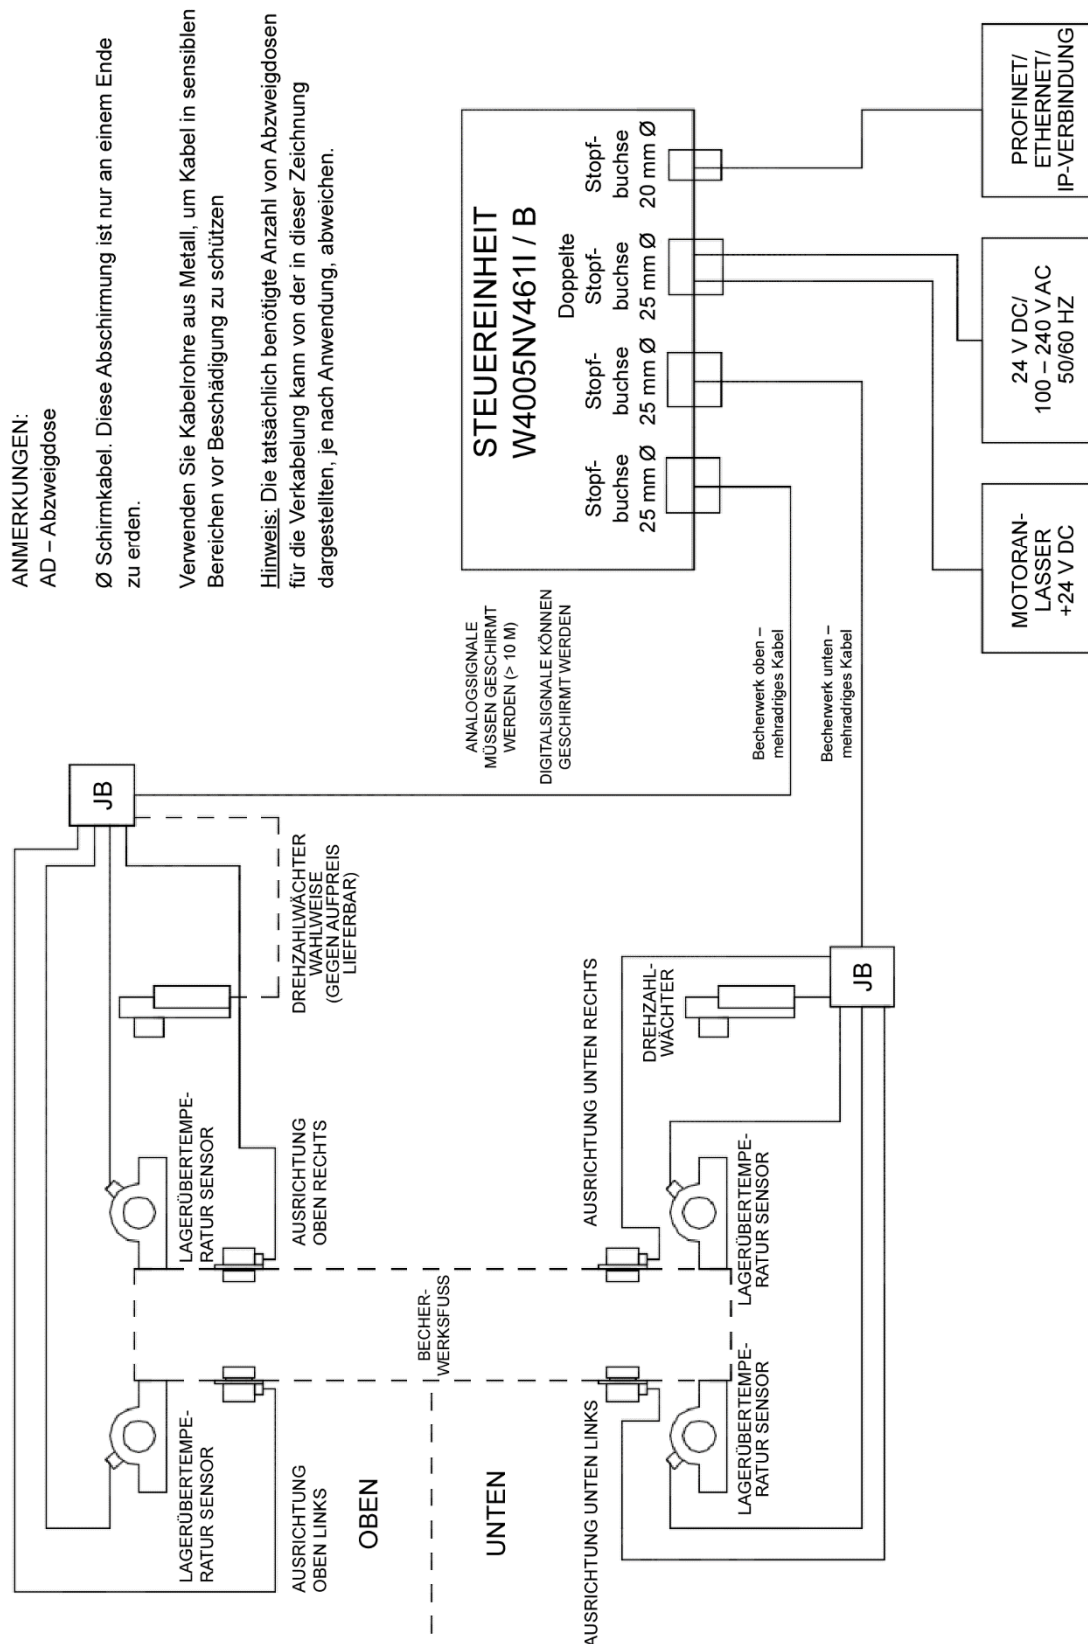 ANMERKUNGEN:
AD – Abzweigdose
Ø Schirmkabel. Diese Abschirmung ist nur an einem Ende
zu erden.
Verwenden Sie Kabelrohre aus Metall, um Kabel in sensiblen
Bereichen vor Beschädigung zu schützen
Hinweis: Die tatsächlich benötigte Anzahl von Abzweigdosen
für die Verkabelung kann von der in dieser Zeichnung
dargestellten, je nach Anwendung, abweichen.
JB
DREHZALWÄCHTER
WAHLWEISE
(GEGEN AUFPREIS
LIEFERBAR)
LAGERÜBERTEMPE-
RATUR SENSOR
LAGERÜBERTEMPE-
RATUR SENSOR
AUSRICHTUNG
OBEN LINKS
AUSRICHTUNG
OBEN RECHTS
OBEN
BECHER-
WERKSFUSS
UNTEN
AUSRICHTUNG UNTEN LINKS
AUSRICHTUNG UNTEN RECHTS
DREHZAHL-
WÄCHTER
LAGERÜBERTEMPE-
RATUR SENSOR
LAGERÜBERTEMPE-
RATUR SENSOR
JB
ANALOGSIGNALE
MÜSSEN GESCHIRMT
WERDEN (> 10 M)
DIGITALSIGNALE KÖNNEN
GESCHIRMT WERDEN
Becherwerk oben –
mehradriges Kabel
Becherwerk unten –
mehradriges Kabel
STEUEREINHEIT
W4005NV461I / B
Stopf-
buchse
25 mm Ø
Stopf-
buchse
25 mm Ø
Doppelte
Stopf-
buchse
25 mm Ø
Stopf-
buchse
20 mm Ø
MOTORAN-
LASSER
+24 V DC
24 V DC/
100 – 240 V AC
50/60 HZ
PROFINET/
ETHERNET/
IP-VERBINDUNG